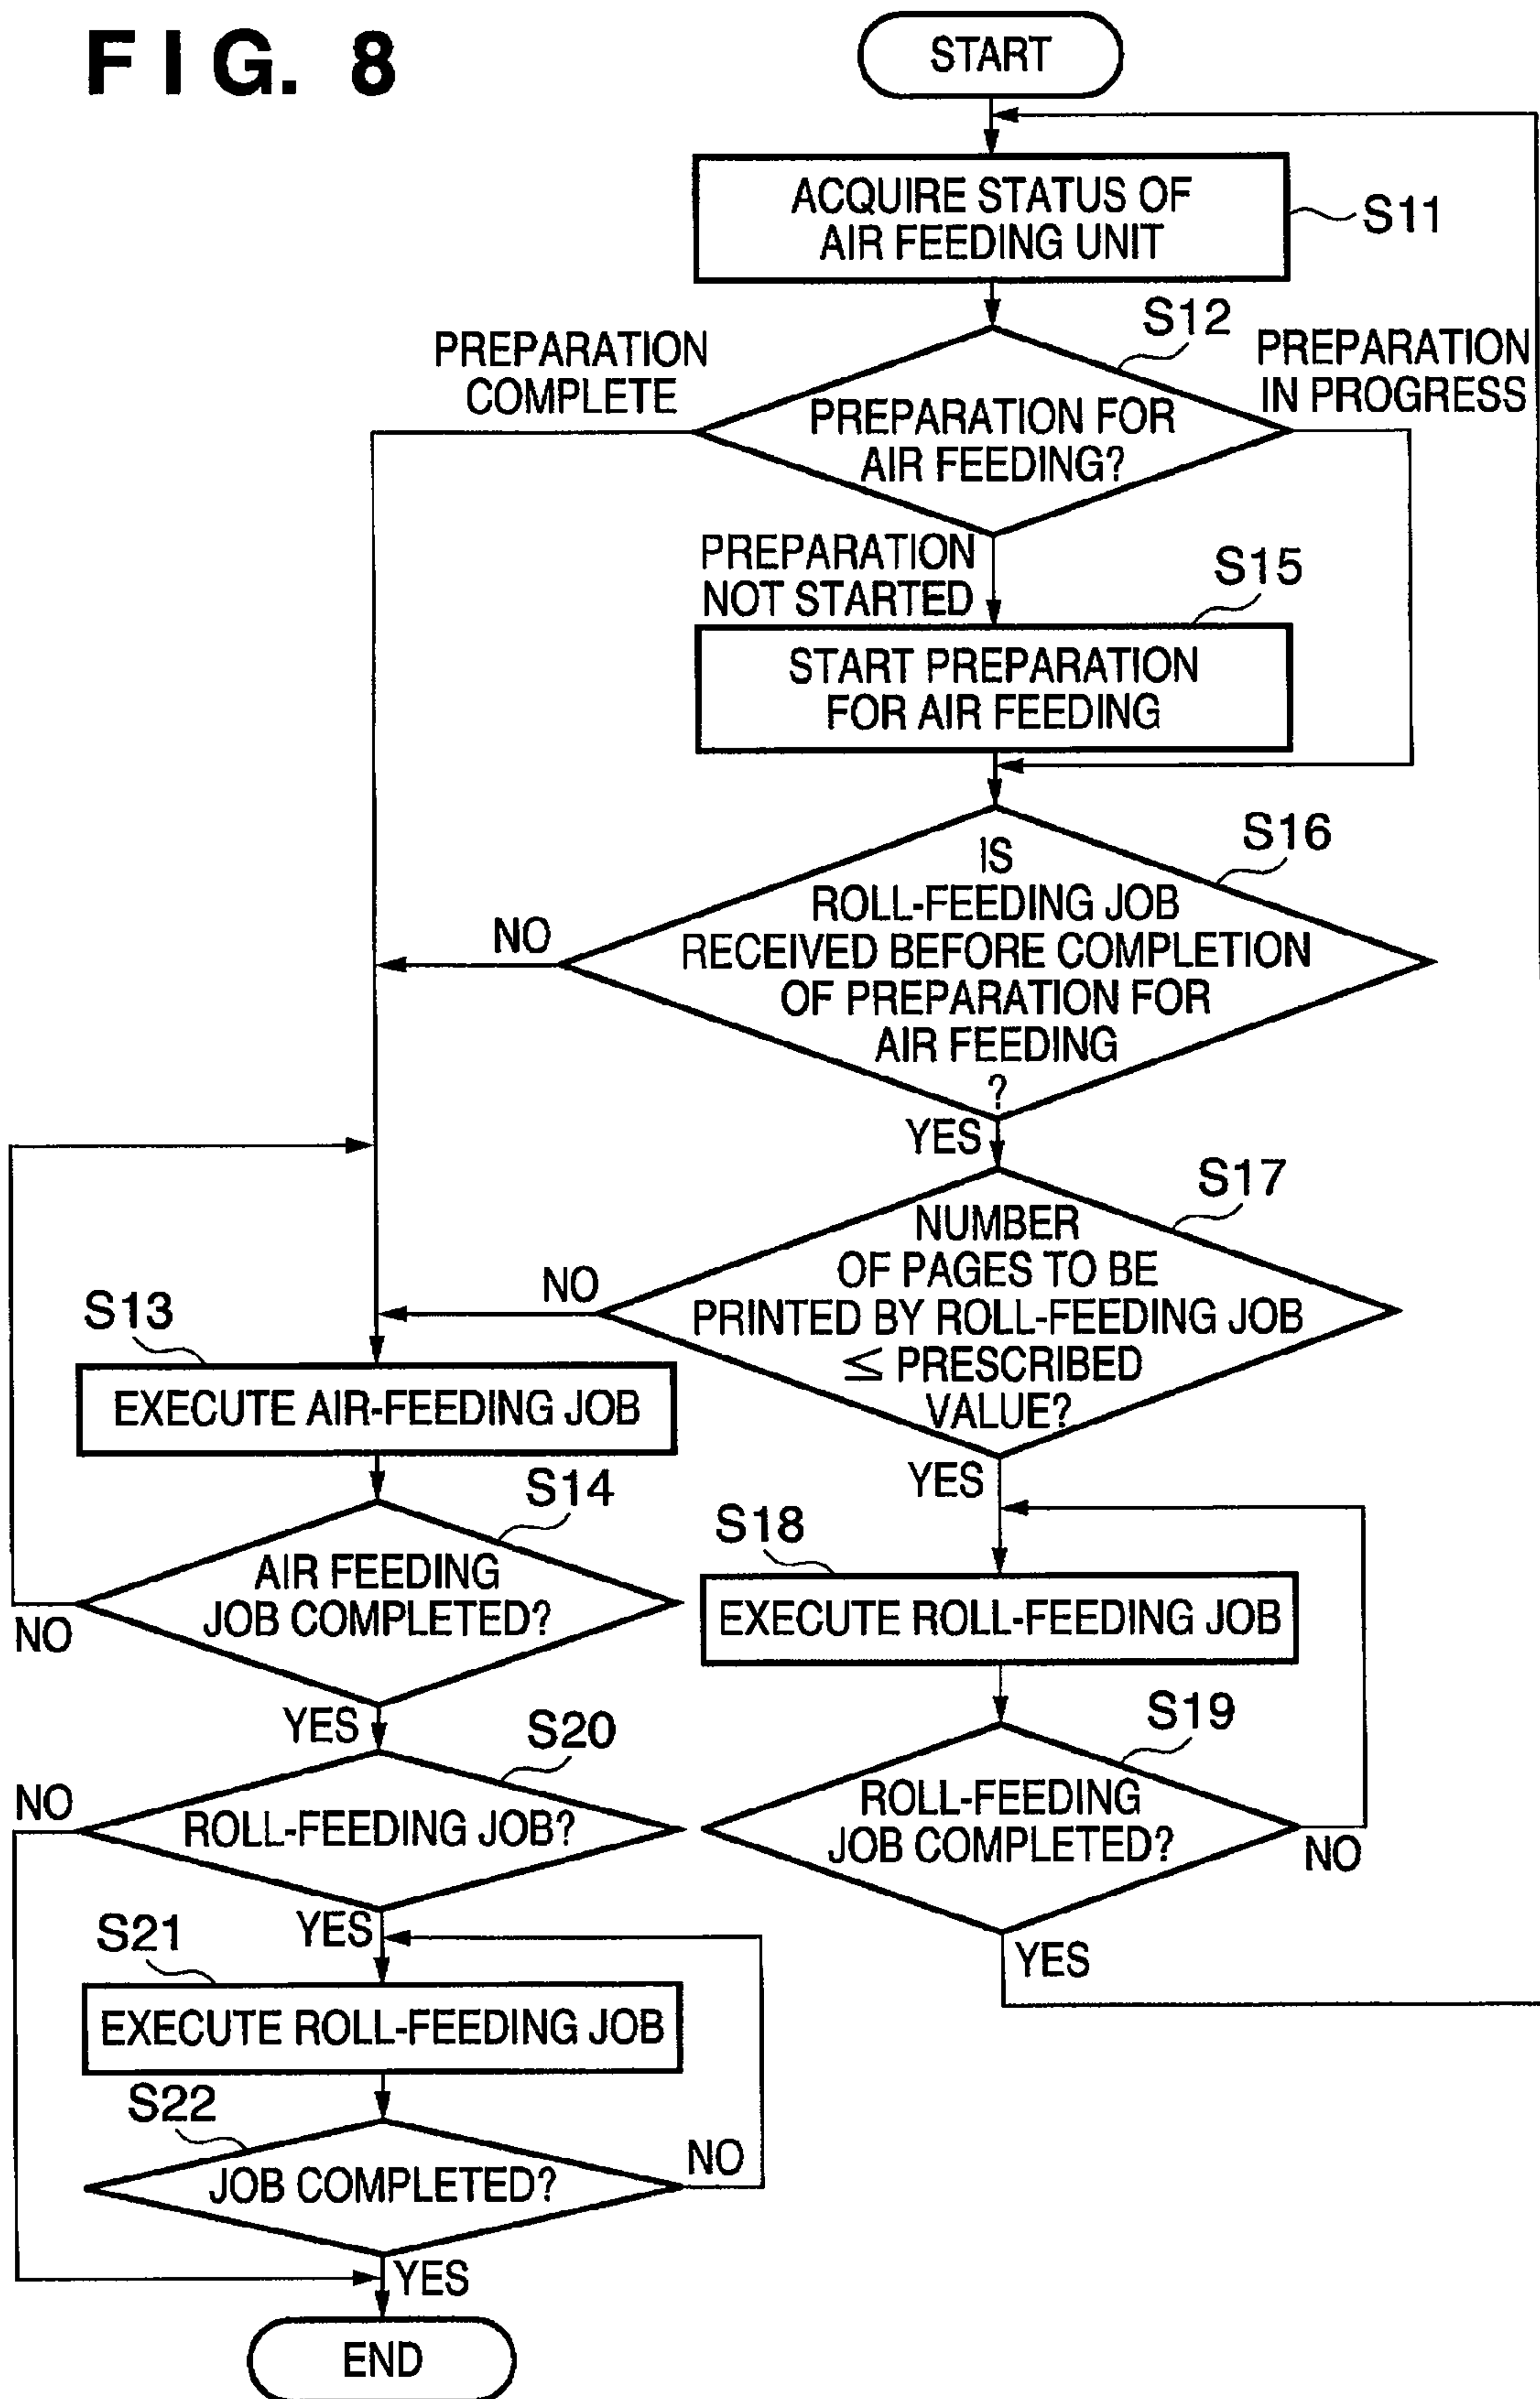 FIG. 8
START
ACQUIRE STATUS OF
AIR FEEDING UNIT
S11
S12
PREPARATION
COMPLETE
PREPARATION
IN PROGRESS
PREPARATION FOR
AIR FEEDING?
PREPARATION
NOT STARTED
S15
START PREPARATION
FOR AIR FEEDING
S16
IS
ROLL-FEEDING JOB
RECEIVED BEFORE COMPLETION
OF PREPARATION FOR
AIR FEEDING
?
NO
YES
S17
NUMBER
OF PAGES TO BE
PRINTED BY ROLL-FEEDING JOB
≤ PRESCRIBED
VALUE?
NO
YES
S13
EXECUTE AIR-FEEDING JOB
S14
AIR FEEDING
JOB COMPLETED?
NO
YES
S18
EXECUTE ROLL-FEEDING JOB
S19
ROLL-FEEDING
JOB COMPLETED?
NO
YES
S20
NO
ROLL-FEEDING JOB?
YES
S21
EXECUTE ROLL-FEEDING JOB
S22
JOB COMPLETED?
NO
YES
END